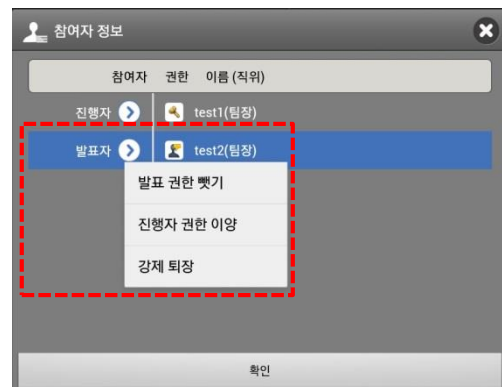 참여자 정보
참여자 권한 이름 (직위)
진행자 test1(팀장)
발표자 test2(팀장)
발표 권한 뺏기
진행자 권한 이양
강제 퇴장
확인